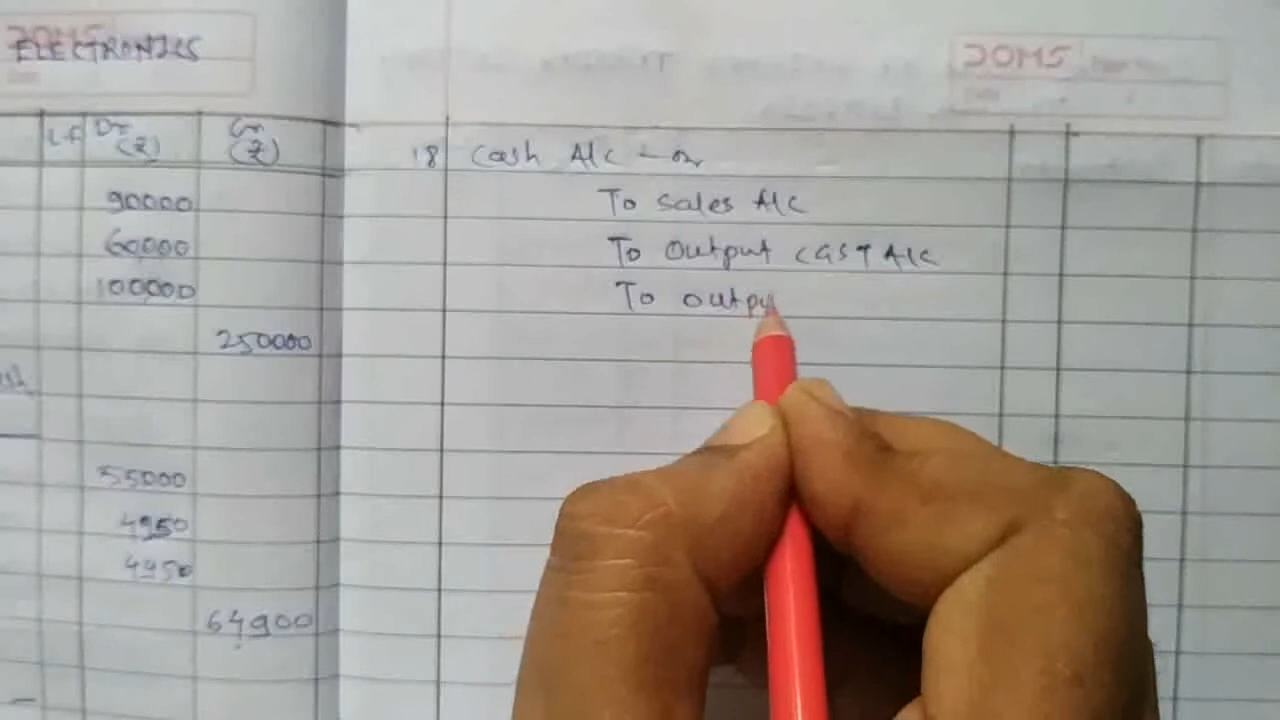 DOMS
ELECTRONICS
LF Dr (₹) Cr (₹)
90000
60000
100000
250000
55000
4950
4950
64900
DOMS
18 Cash A/c - Dr
To Sales A/c
To Output CGST A/c
To outpu